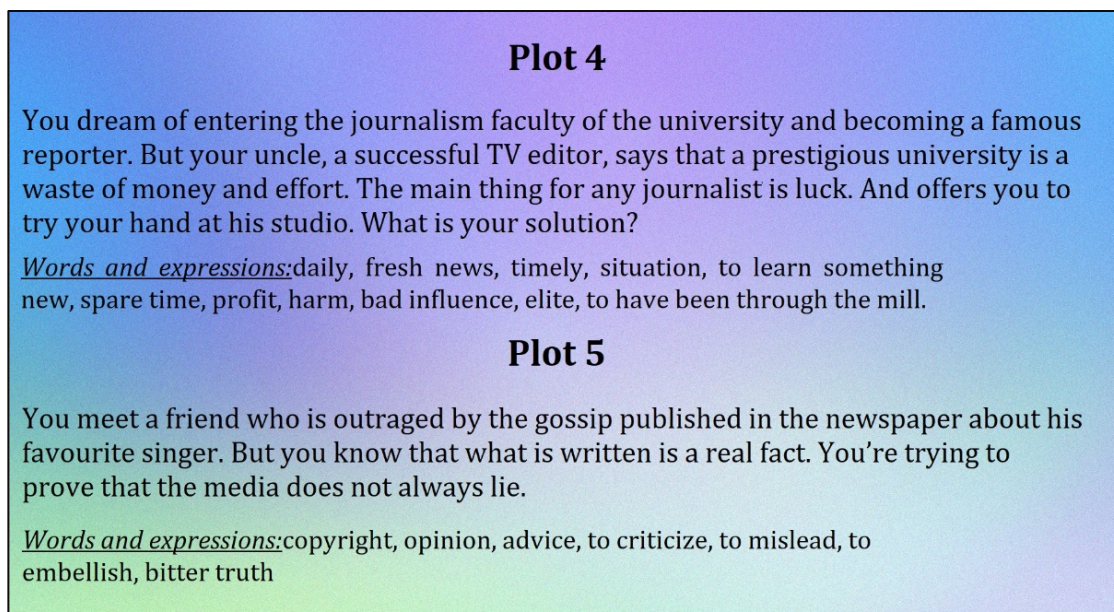 Plot 4
You dream of entering the journalism faculty of the university and becoming a famous
reporter. But your uncle, a successful TV editor, says that a prestigious university is a
waste of money and effort. The main thing for any journalist is luck. And offers you to
try your hand at his studio. What is your solution?
Words and expressions:daily, fresh news, timely, situation, to learn something
new, spare time, profit, harm, bad influence, elite, to have been through the mill.
Plot 5
You meet a friend who is outraged by the gossip published in the newspaper about his
favourite singer. But you know that what is written is a real fact. You’re trying to
prove that the media does not always lie.
Words and expressions:copyright, opinion, advice, to criticize, to mislead, to
embellish, bitter truth